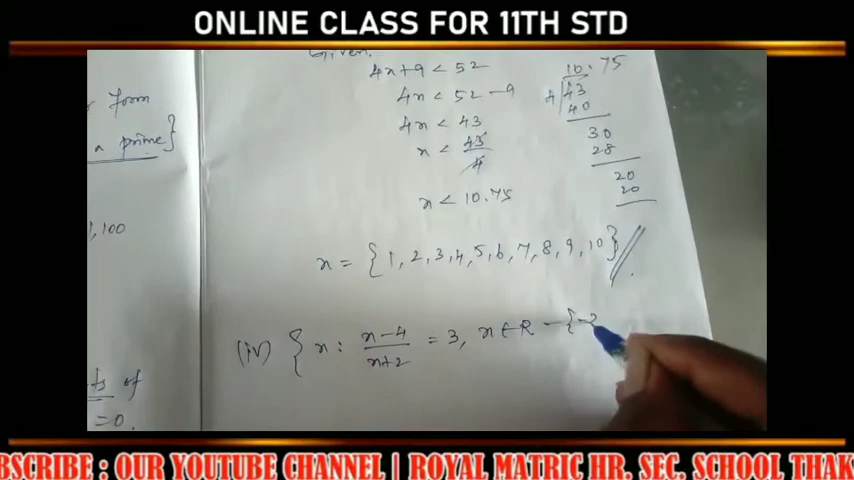 ONLINE CLASS FOR 11TH STD
Given.
4x+9 < 52
4x < 52-9
4x < 43
x < 43/4
x < 10.75
10.75
4 43
40
30
28
20
20
form
a prime}
,100
of
=0.
x = {1, 2, 3, 4, 5, 6, 7, 8, 9, 10}
(iv) { x : x-4/x+2 = 3, x ∈ R - {-2
BSCRIBE : OUR YOUTUBE CHANNEL | ROYAL MATRIC HR. SEC. SCHOOL THAK